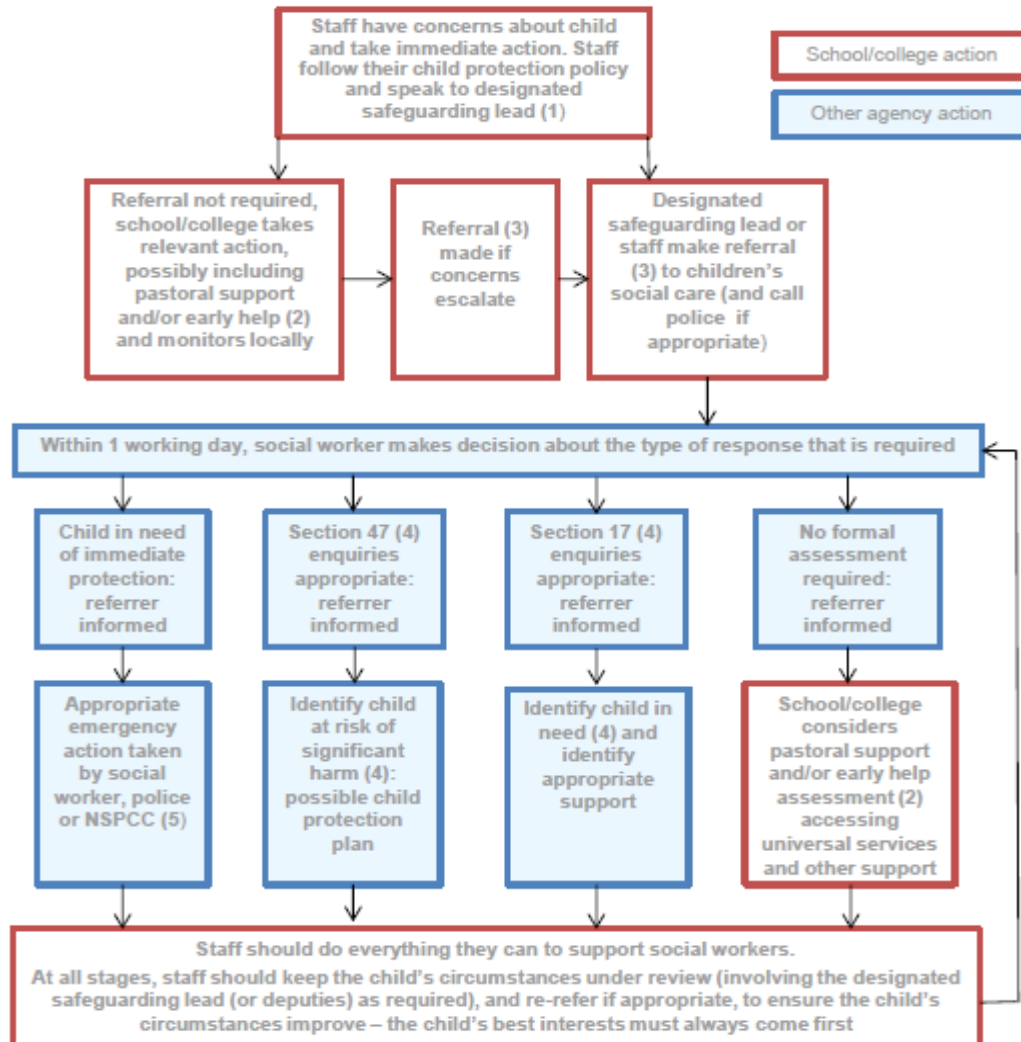 Staff have concerns about child
and take immediate action. Staff
follow their child protection policy
and speak to designated
safeguarding lead (1)
School/college action
Other agency action
Referral not required,
school/college takes
relevant action,
possibly including
pastoral support
and/or early help (2)
and monitors locally
Referral (3)
made if
concerns
escalate
Designated
safeguarding lead or
staff make referral
(3) to children's
social care (and call
police if
appropriate)
Within 1 working day, social worker makes decision about the type of response that is required
Child in need
of immediate
protection:
referrer
informed
Section 47 (4)
enquiries
appropriate:
referrer
informed
Section 17 (4)
enquiries
appropriate:
referrer
informed
No formal
assessment
required:
referrer
informed
Appropriate
emergency
action taken
by social
worker, police
or NSPCC (5)
Identify child
at risk of
significant
harm (4):
possible child
protection
plan
Identify child in
need (4) and
identify
appropriate
support
School/college
considers
pastoral support
and/or early help
assessment (2)
accessing
universal services
and other support
Staff should do everything they can to support social workers.
At all stages, staff should keep the child's circumstances under review (involving the designated
safeguarding lead (or deputies) as required), and re-refer if appropriate, to ensure the child's
circumstances improve – the child's best interests must always come first